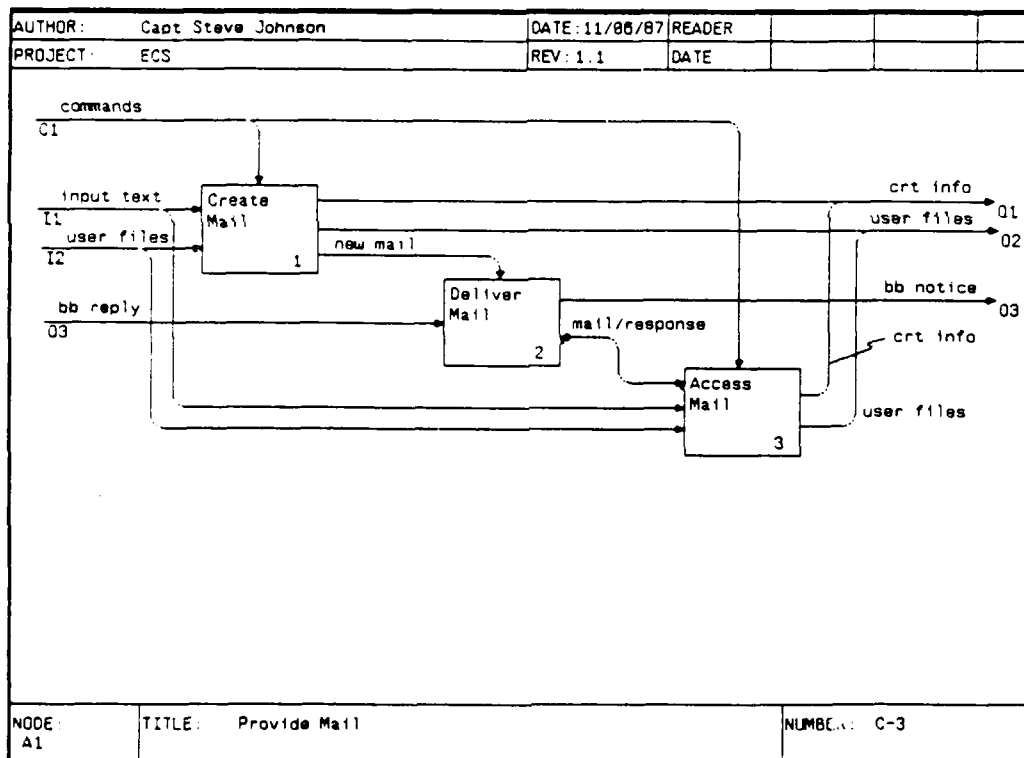 AUTHOR: Capt Steve Johnson DATE:11/06/87 READER
PROJECT: ECS REV: 1.1 DATE
commands
C1
input text
I1
user files
I2
bb reply
O3
Create
Mail
1
new mail
Deliver
Mail
2
mail/response
Access
Mail
3
crt info
O1
user files
O2
bb notice
O3
crt info
user files
NODE: TITLE: Provide Mail NUMBER: C-3
A1